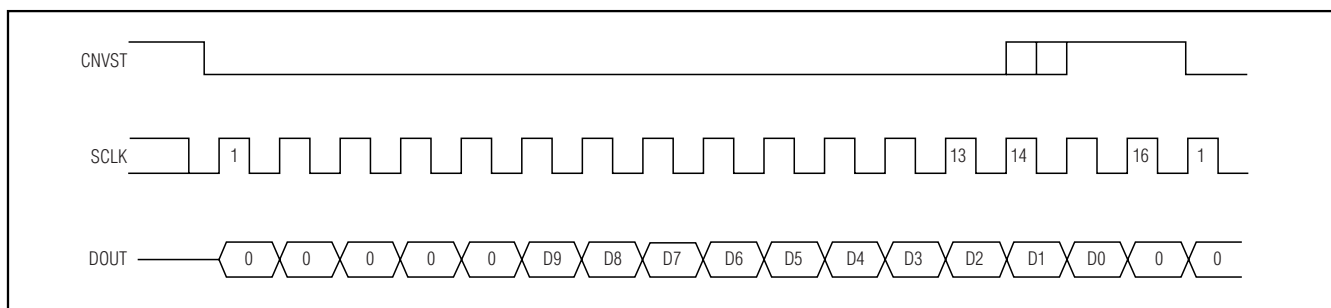 CNVST
SCLK 1 13 14 16 1
DOUT 0 0 0 0 0 D9 D8 D7 D6 D5 D4 D3 D2 D1 D0 0 0